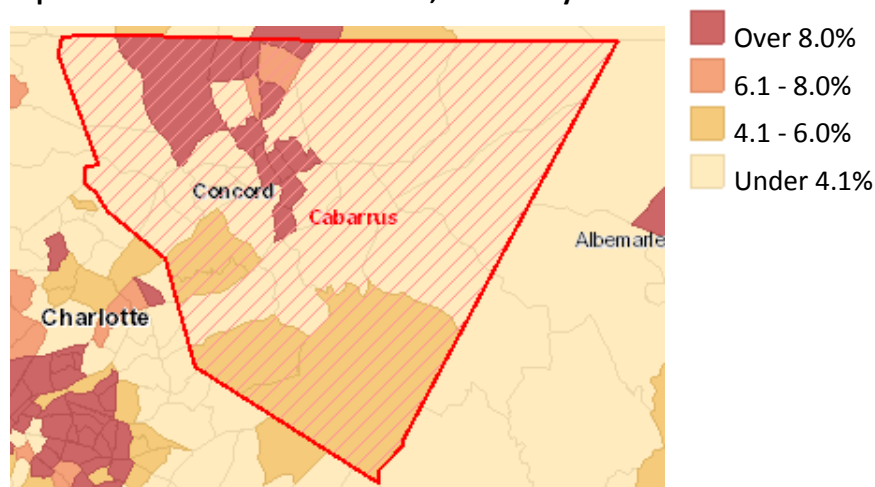 Over 8.0%
6.1 - 8.0%
4.1 - 6.0%
Under 4.1%
Concord
Cabarrus
Albemarle
Charlotte